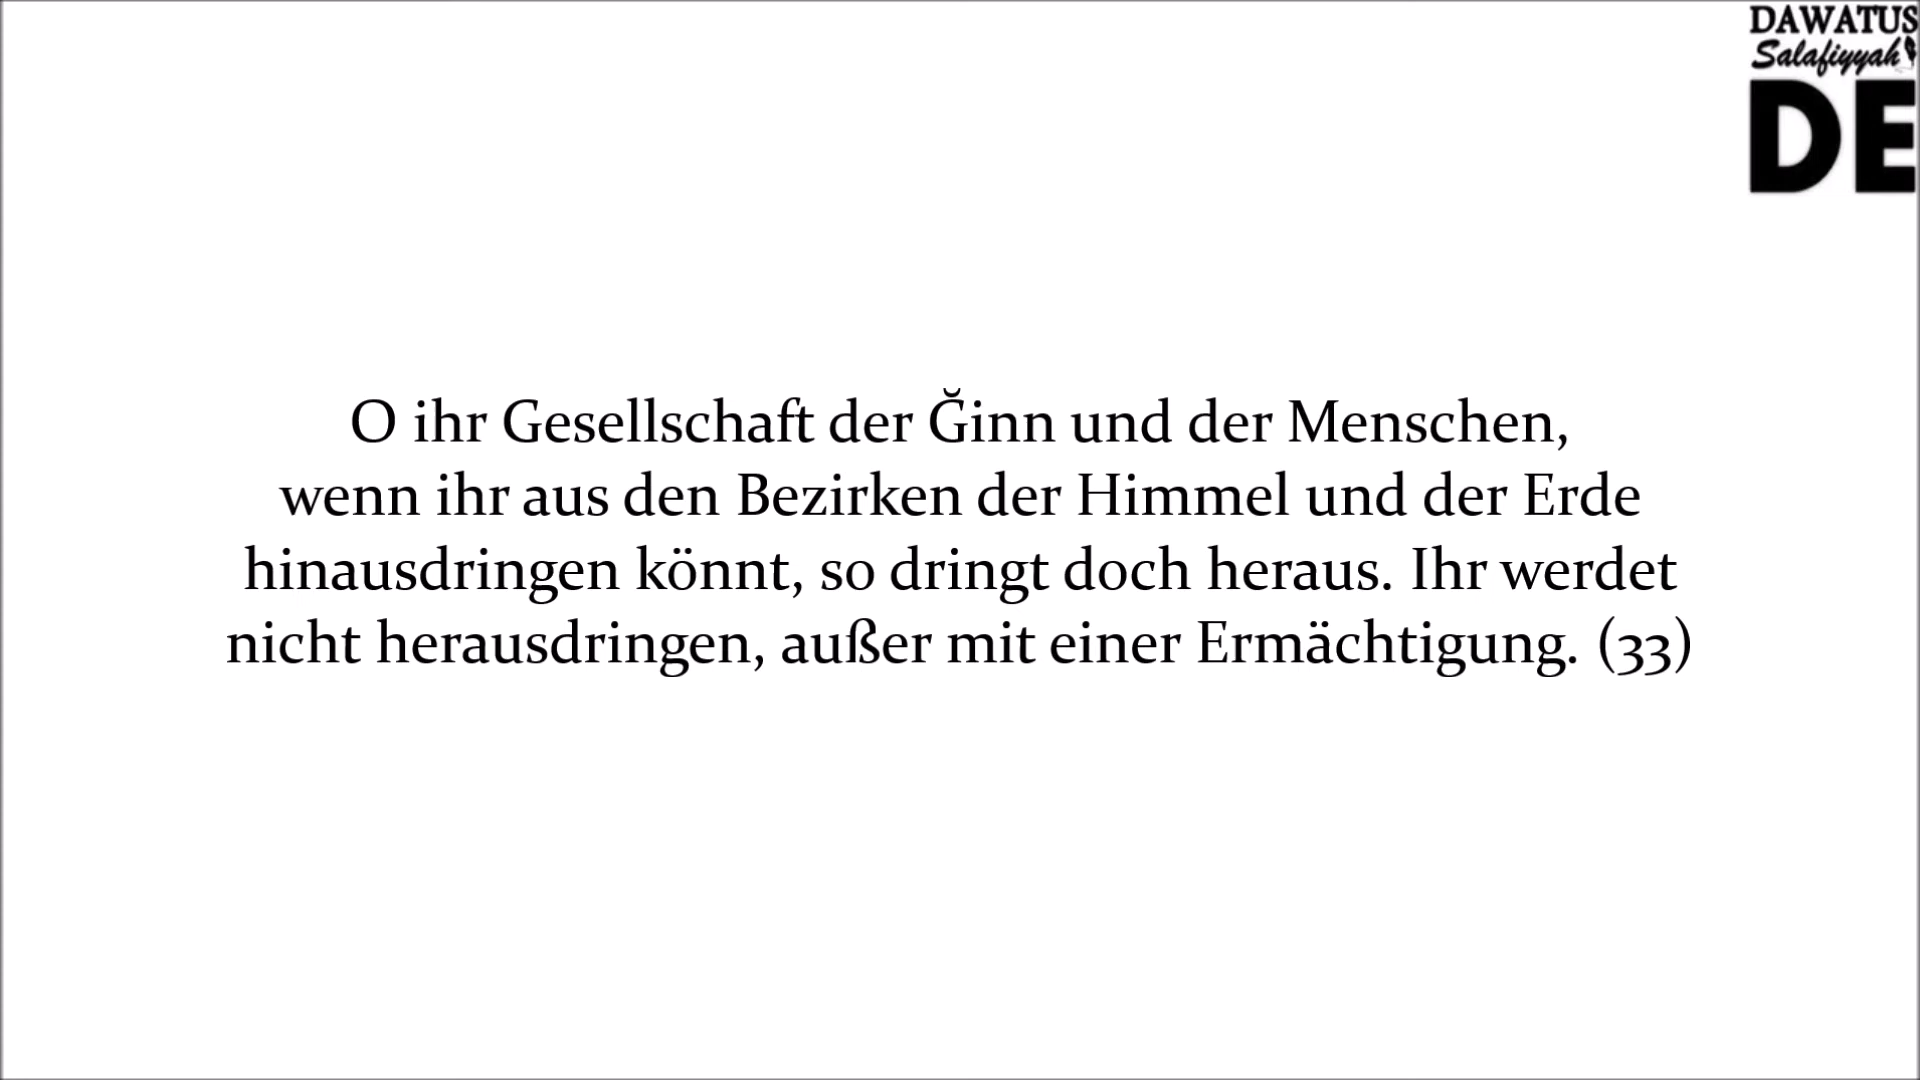 DAWATUS
Salafiyyah
DE
O ihr Gesellschaft der Ğinn und der Menschen,
wenn ihr aus den Bezirken der Himmel und der Erde
hinausdringen könnt, so dringt doch heraus. Ihr werdet
nicht herausdringen, außer mit einer Ermächtigung. (33)